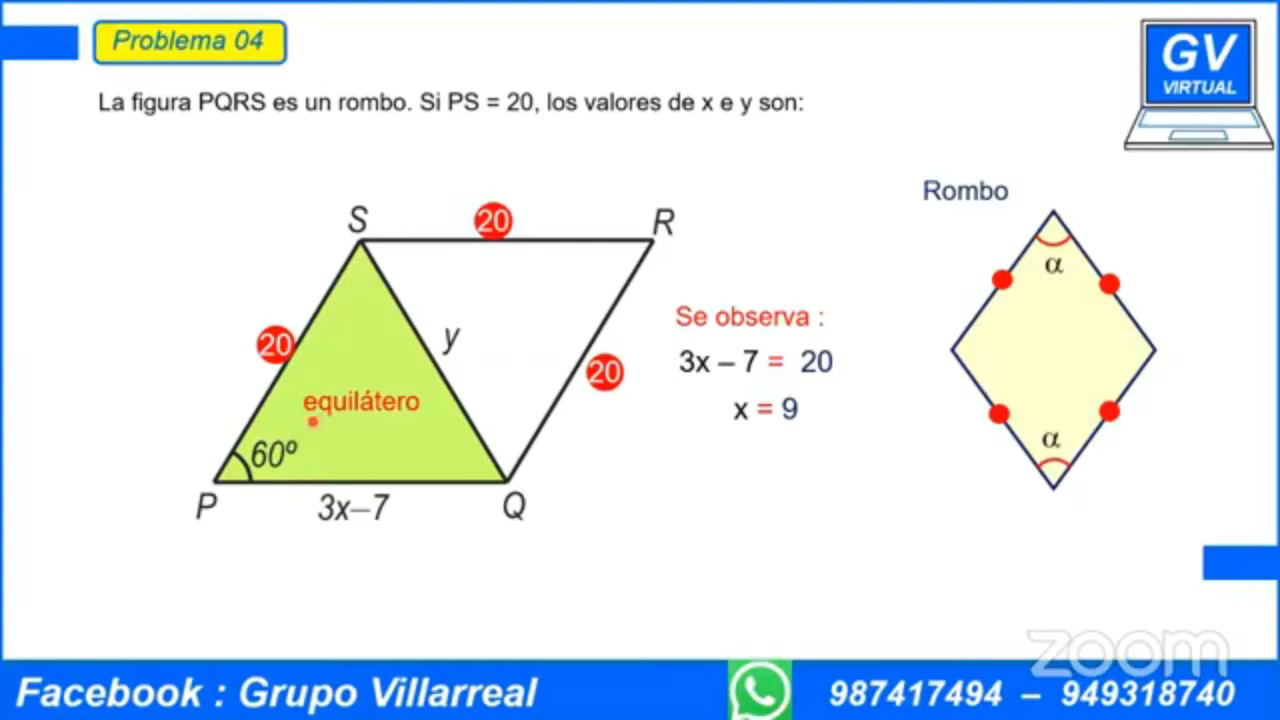 Problema 04
GV
VIRTUAL
La figura PQRS es un rombo. Si PS = 20, los valores de x e y son:
Rombo
S
20
R
α
20
y
Se observa :
3x – 7 = 20
x = 9
20
equilátero
60º
α
P
3x–7
Q
zoom
Facebook : Grupo Villarreal
987417494 – 949318740